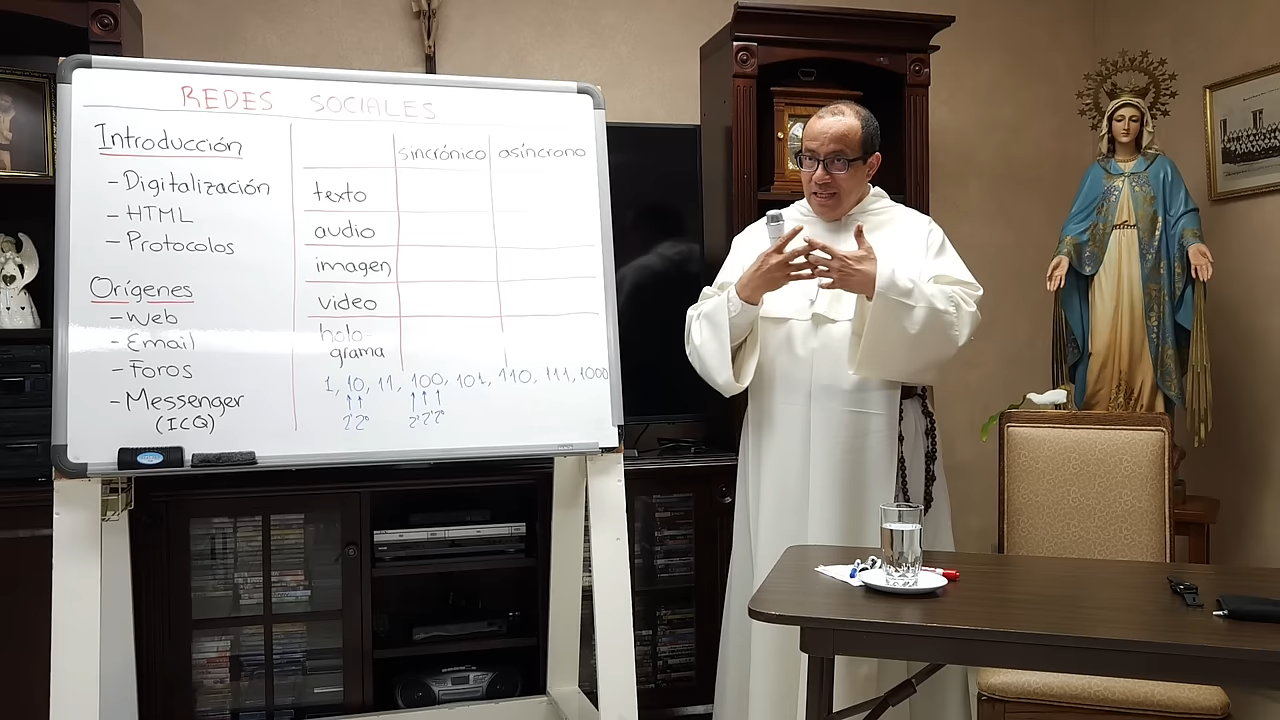 REDES SOCIALES
Introducción
- Digitalización
- HTML
- Protocolos
Orígenes
- Web
- Email
- Foros
- Messenger
(ICQ)
sincrónico asíncrono
texto
audio
imagen
video
holo-
grama
1, 10, 11, 100, 101, 110, 111, 1000